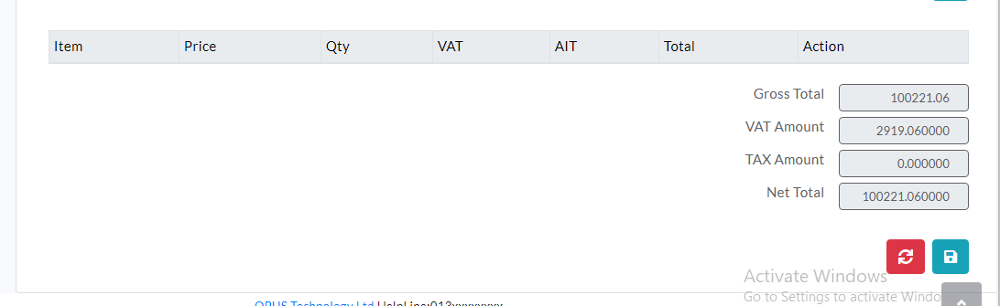 Item Price Qty VAT AIT Total Action
Gross Total 100221.06
VAT Amount 2919.060000
TAX Amount 0.000000
Net Total 100221.060000
Activate Windows
Go to Settings to activate Windo
OPUS Technology Ltd HelpLine:013xxxxxxxx